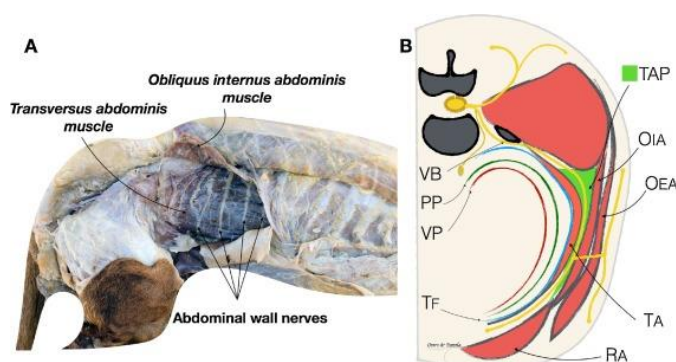 A
Obliquus internus abdominis
muscle
Transversus abdominis
muscle
Abdominal wall nerves
B
TAP
OIA
OEA
VB
PP
VP
TF
TA
RA